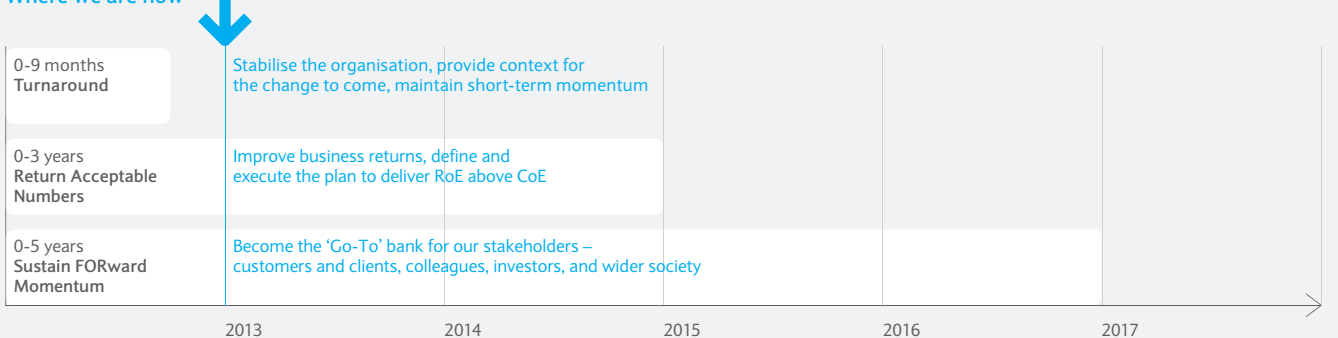 Where we are now
0-9 months
Turnaround
Stabilise the organisation, provide context for
the change to come, maintain short-term momentum
0-3 years
Return Acceptable
Numbers
Improve business returns, define and
execute the plan to deliver RoE above CoE
0-5 years
Sustain FORward
Momentum
Become the ‘Go-To’ bank for our stakeholders –
customers and clients, colleagues, investors, and wider society
2013 2014 2015 2016 2017